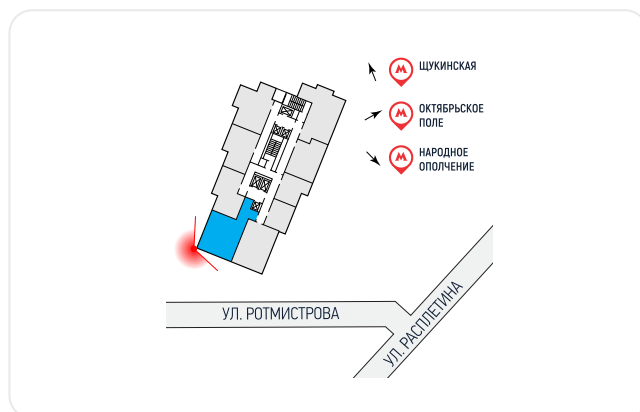 ЩУКИНСКАЯ
ОКТЯБРЬСКОЕ
ПОЛЕ
НАРОДНОЕ
ОПОЛЧЕНИЕ
УЛ. РОТМИСТРОВА
УЛ. РАСПЛЕТИНА